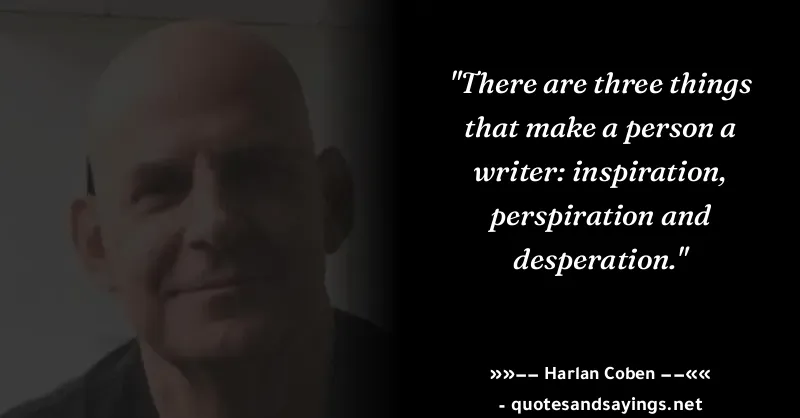 "There are three things
that make a person a
writer: inspiration,
perspiration and
desperation."
»»−− Harlan Coben −−««
- quotesandsayings.net